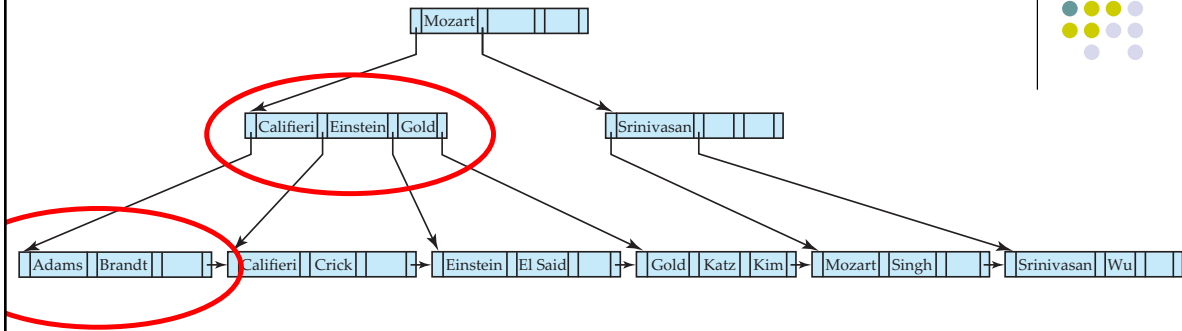 Mozart
Califieri Einstein Gold
Srinivasan
Adams Brandt
Califieri Crick
Einstein El Said
Gold Katz Kim
Mozart Singh
Srinivasan Wu